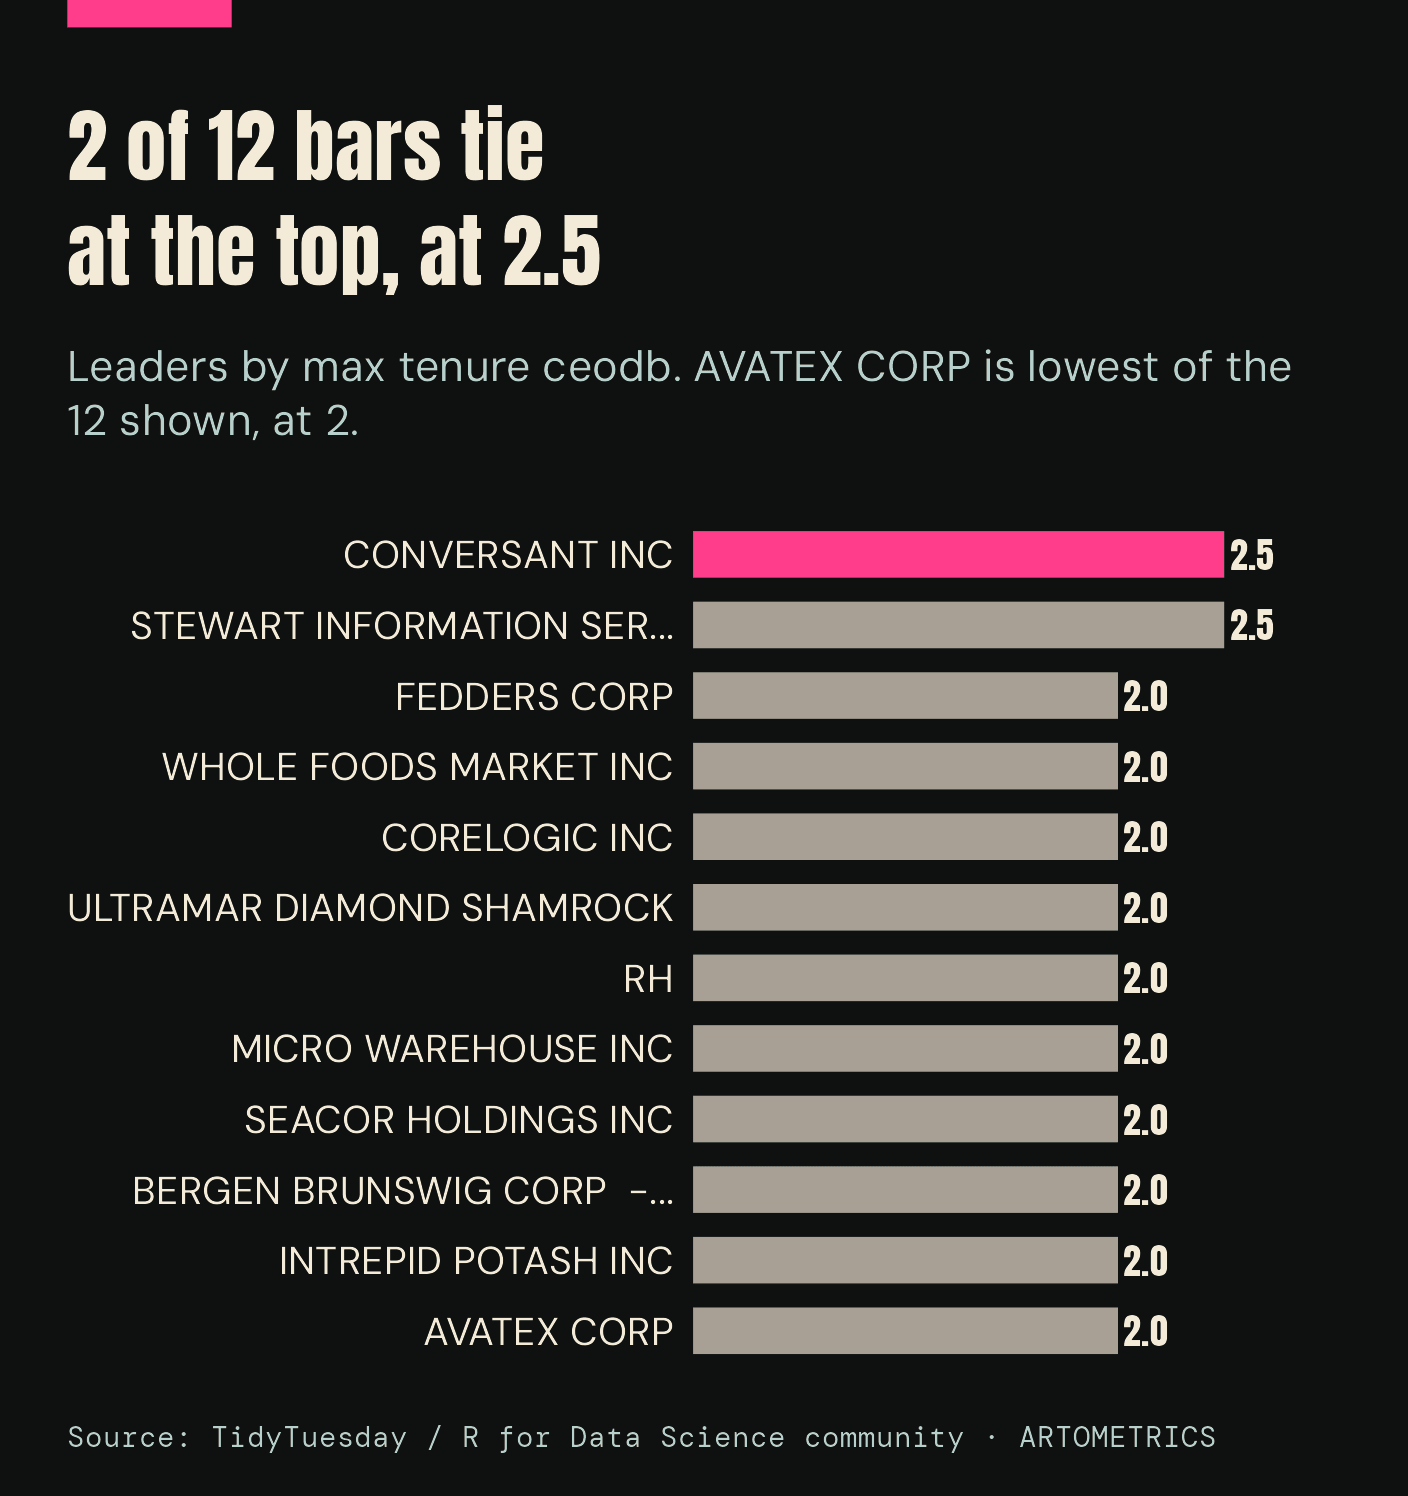 2 of 12 bars tie
at the top, at 2.5
Leaders by max tenure ceodb. AVATEX CORP is lowest of the
12 shown, at 2.
CONVERSANT INC 2.5
STEWART INFORMATION SER... 2.5
FEDDERS CORP 2.0
WHOLE FOODS MARKET INC 2.0
CORELOGIC INC 2.0
ULTRAMAR DIAMOND SHAMROCK 2.0
RH 2.0
MICRO WAREHOUSE INC 2.0
SEACOR HOLDINGS INC 2.0
BERGEN BRUNSWIG CORP  -... 2.0
INTREPID POTASH INC 2.0
AVATEX CORP 2.0
Source: TidyTuesday / R for Data Science community · ARTOMETRICS